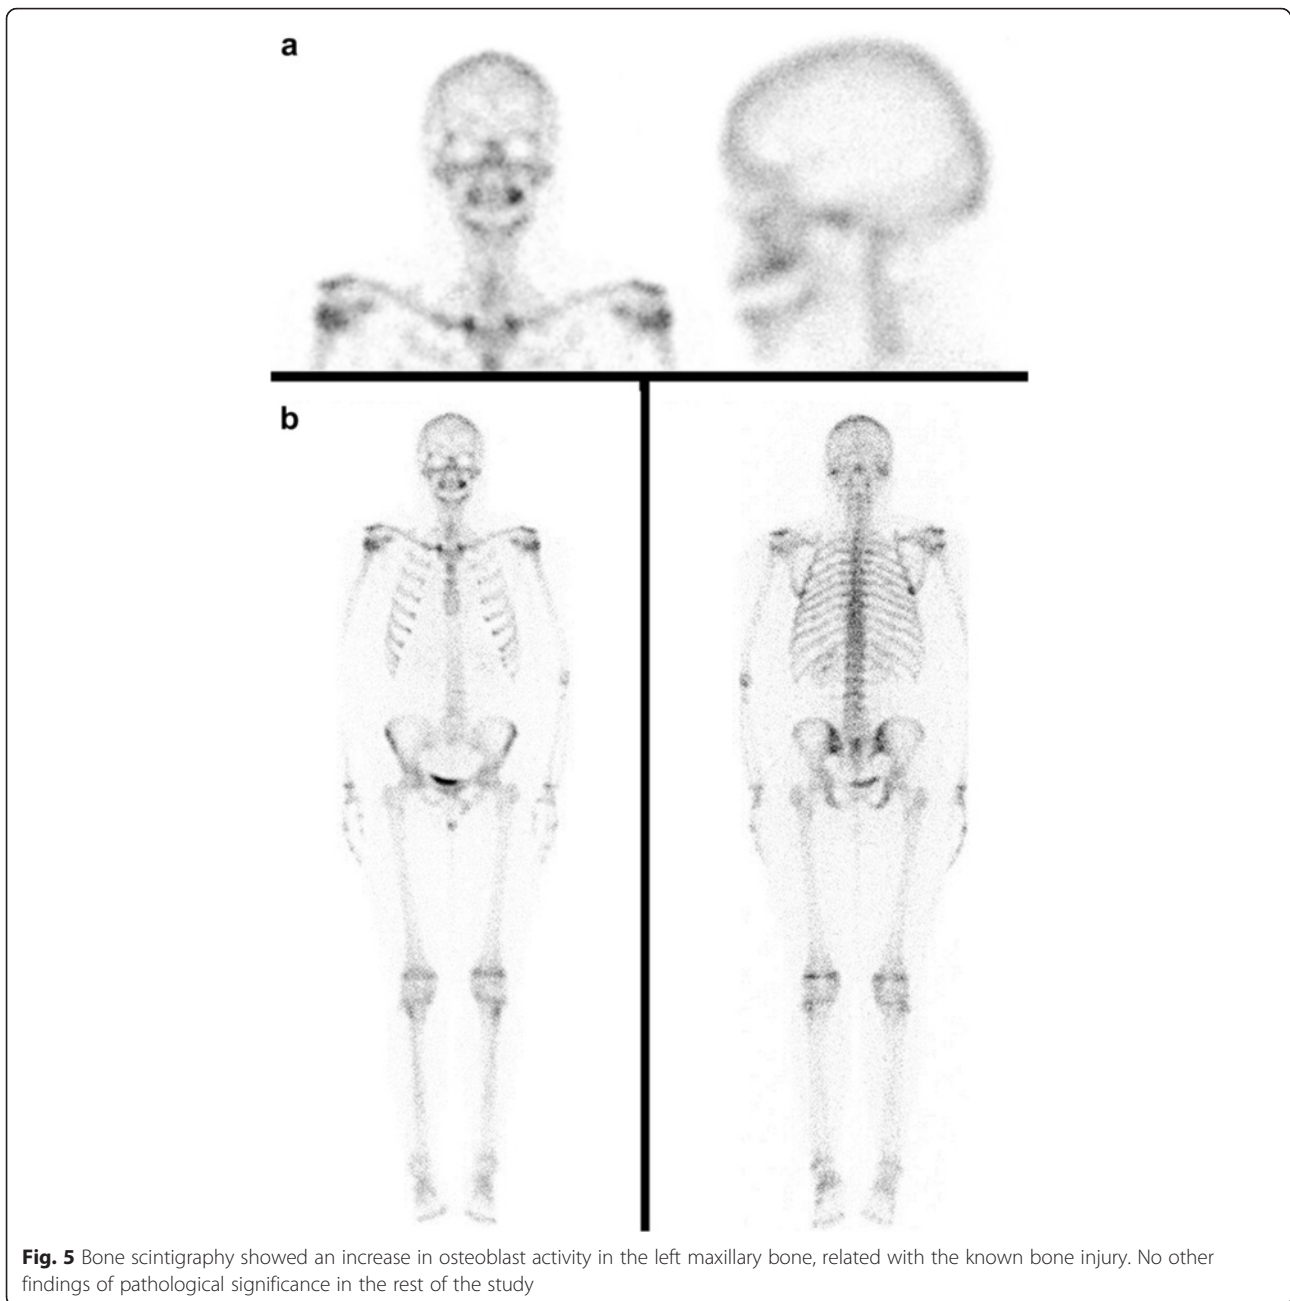 a
b
Fig. 5 Bone scintigraphy showed an increase in osteoblast activity in the left maxillary bone, related with the known bone injury. No other
findings of pathological significance in the rest of the study